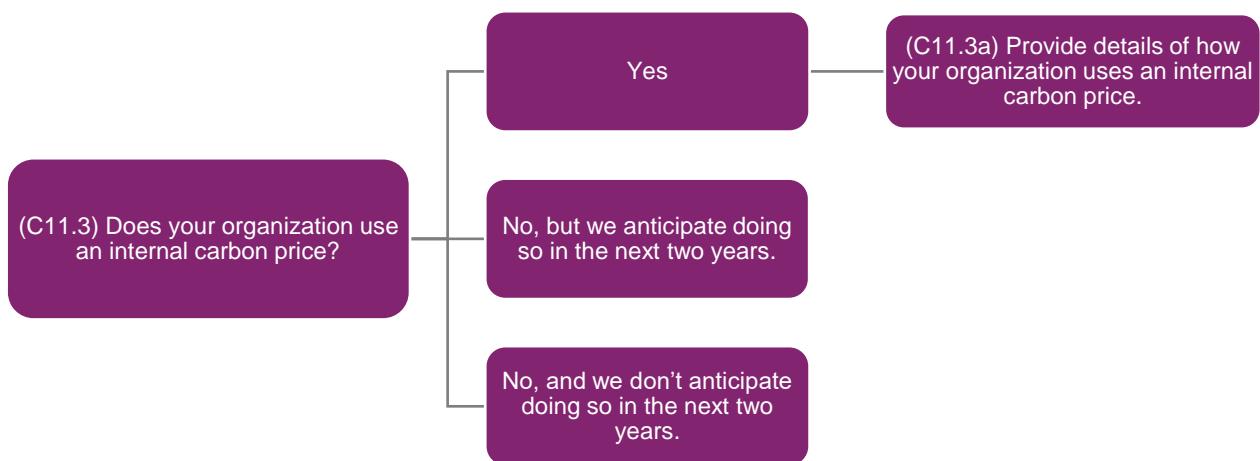 (C11.3) Does your organization use
an internal carbon price?
Yes
(C11.3a) Provide details of how
your organization uses an internal
carbon price.
No, but we anticipate doing
so in the next two years.
No, and we don’t anticipate
doing so in the next two
years.